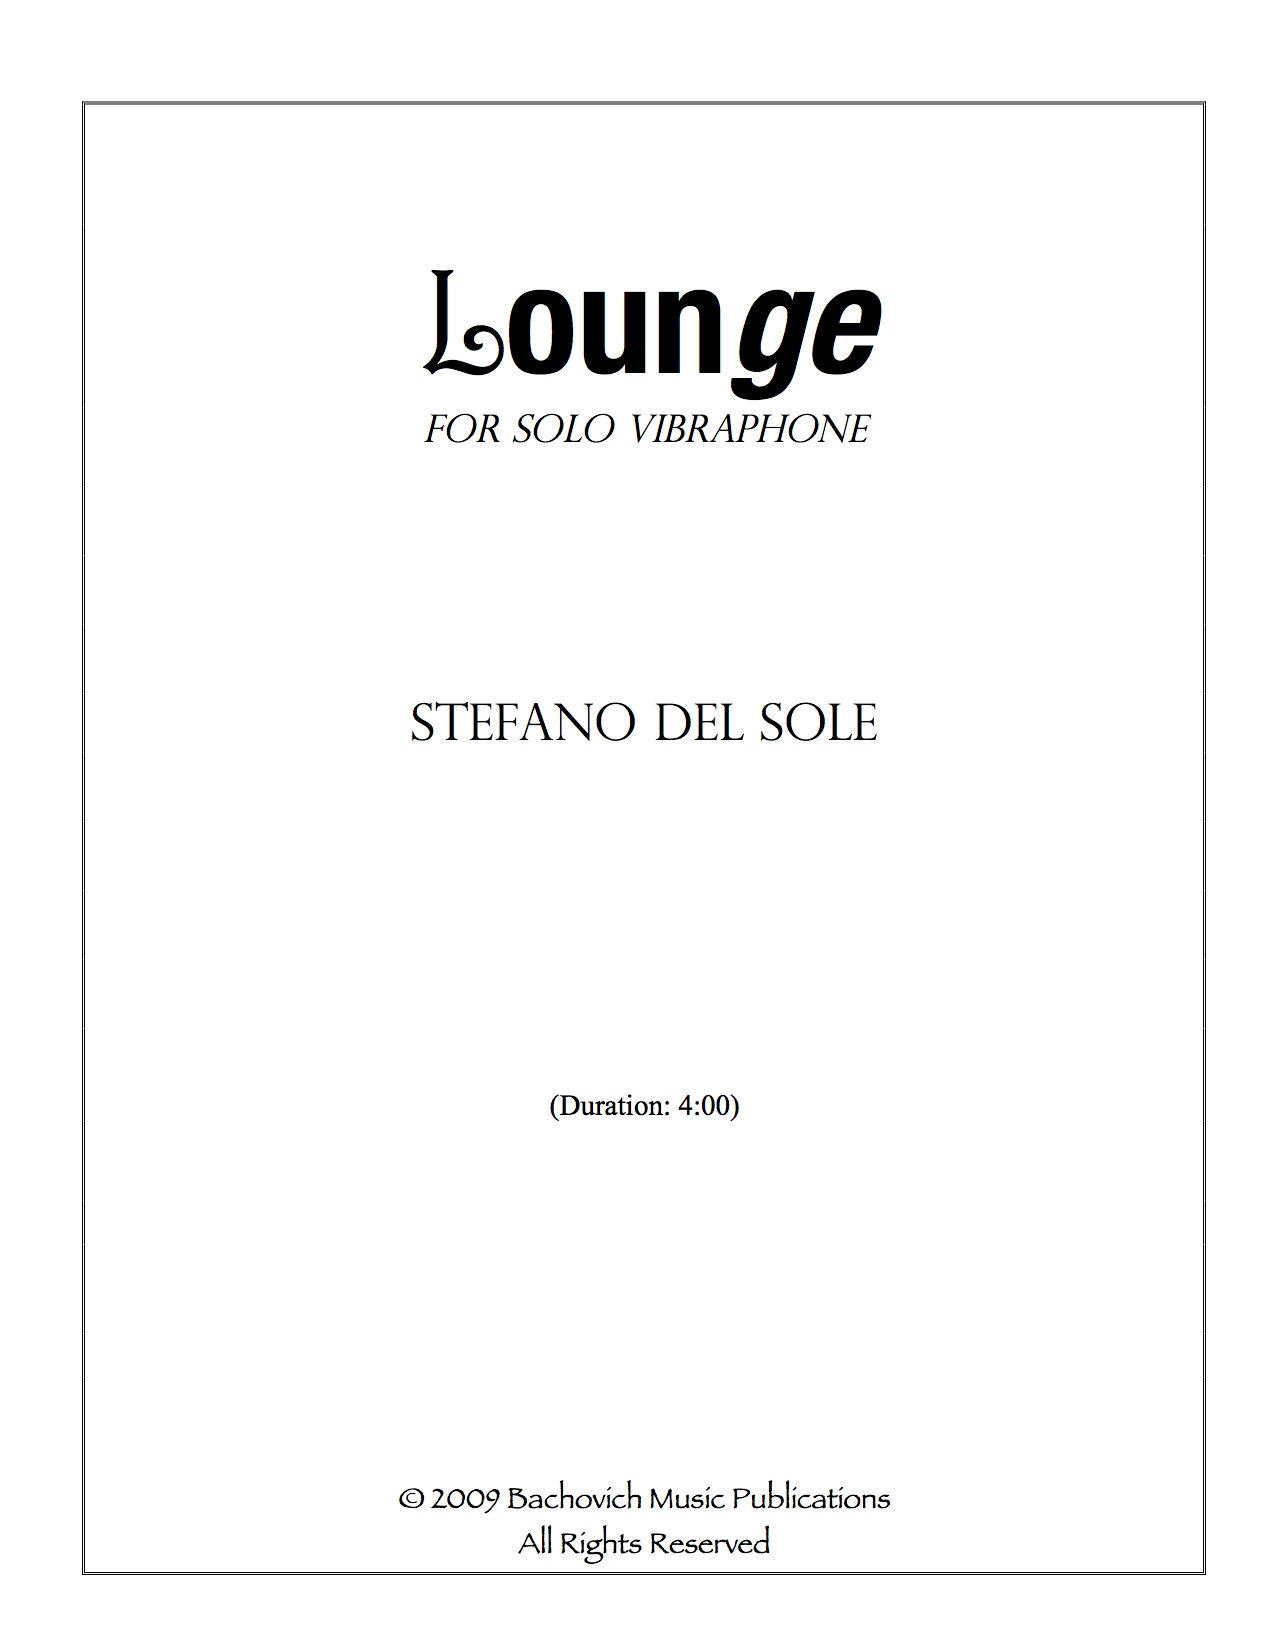 Lounge
FOR SOLO VIBRAPHONE
STEFANO DEL SOLE
(Duration: 4:00)
© 2009 Bachovich Music Publications
All Rights Reserved